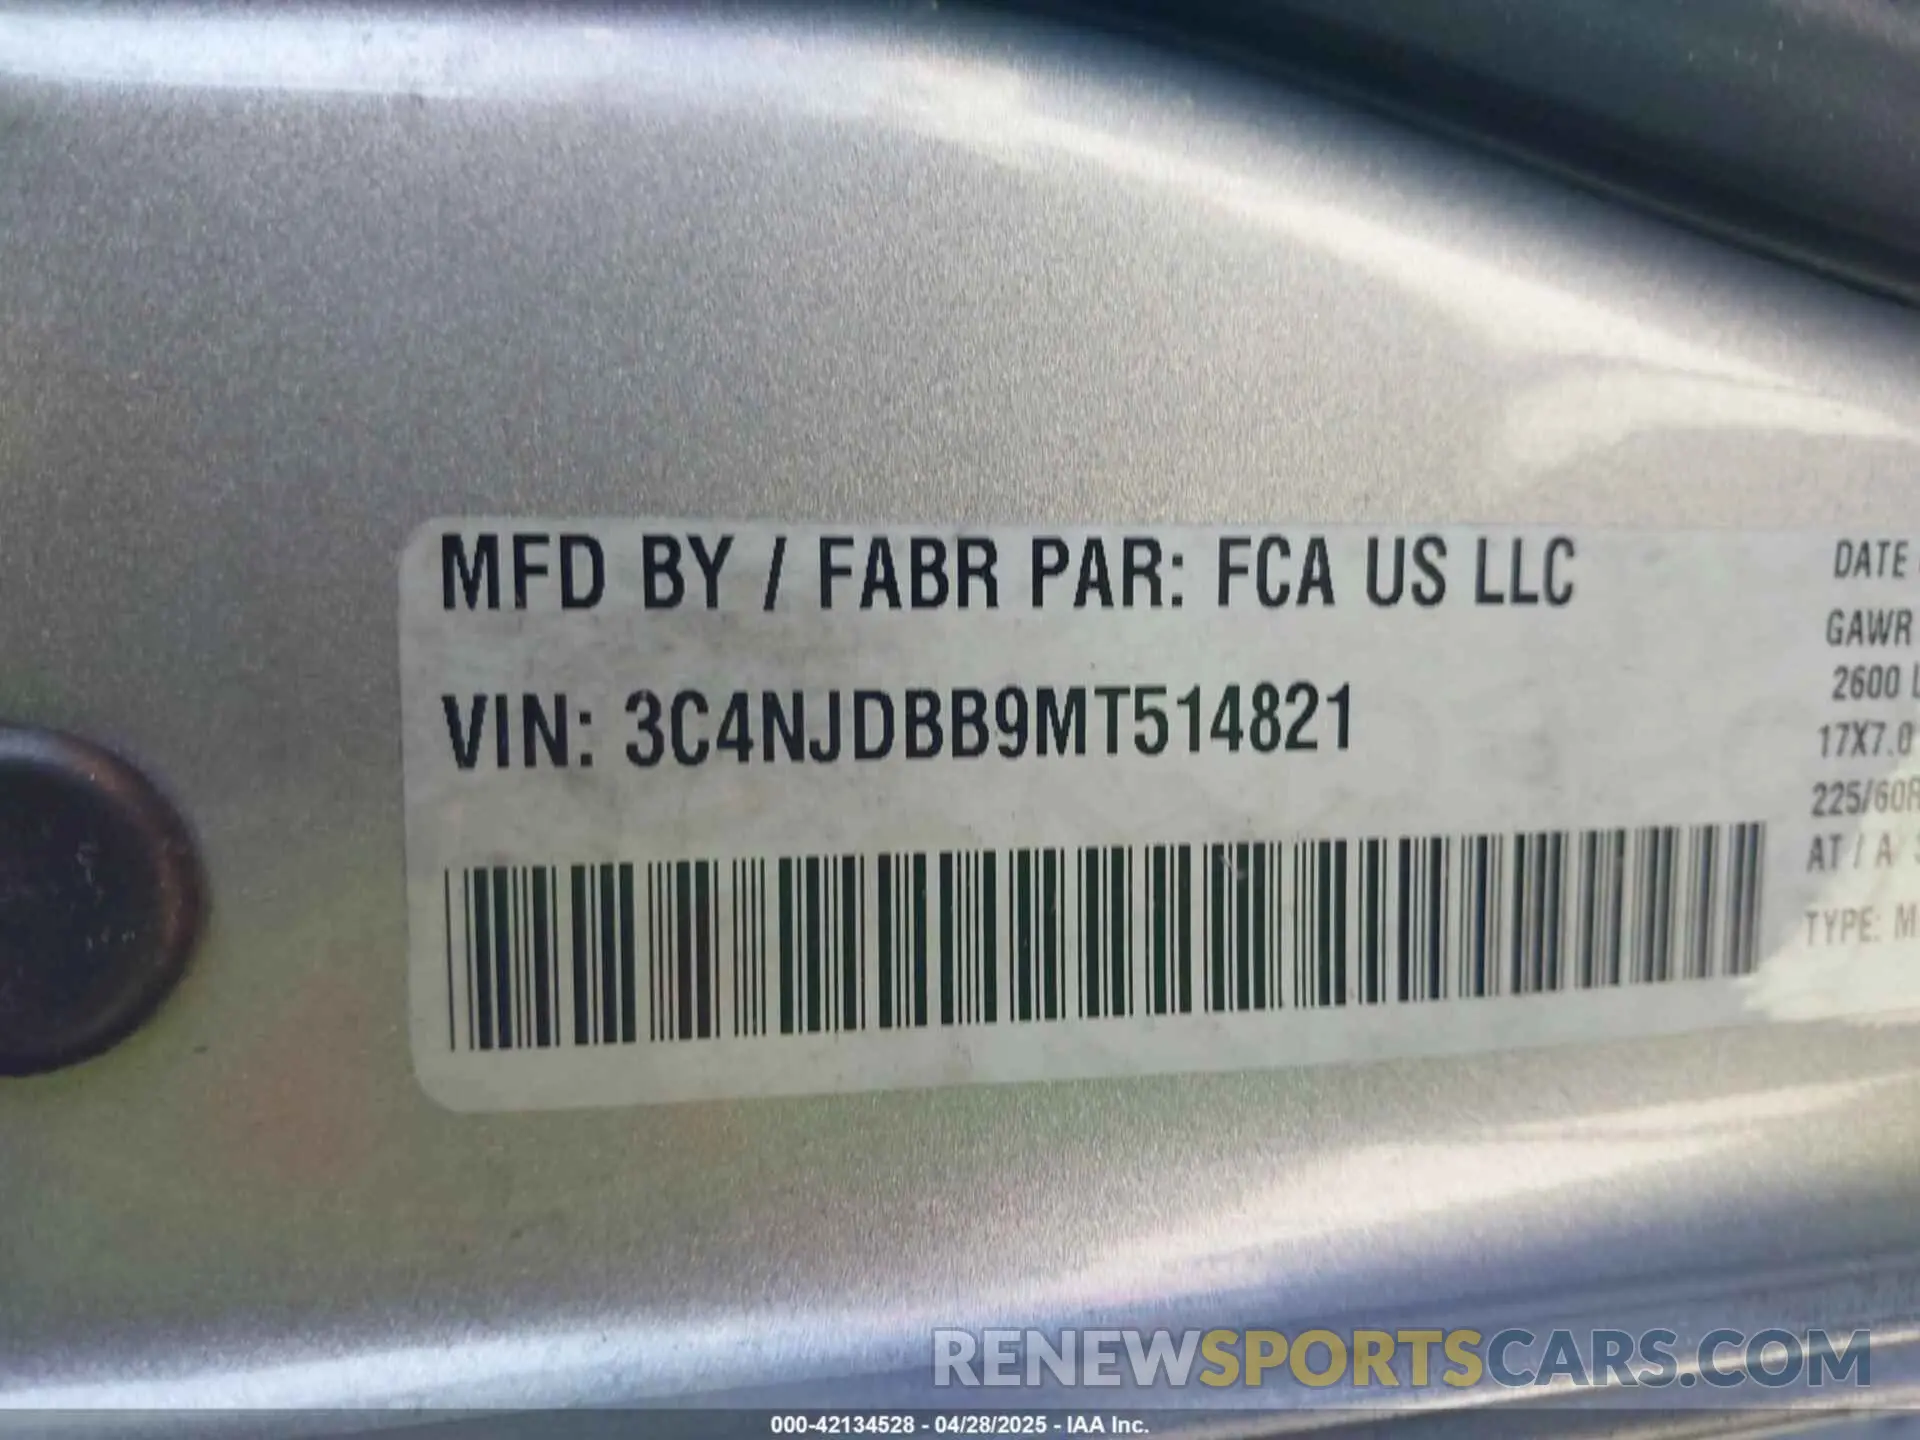 MFD BY / FABR PAR: FCA US LLC
VIN: 3C4NJDBB9MT514821
DATE
GAWR
2600
17X7.0
225/60R
AT / A
TYPE: M
RENEWSPORTSCARS.COM
000-42134528 - 04/28/2025 - IAA Inc.